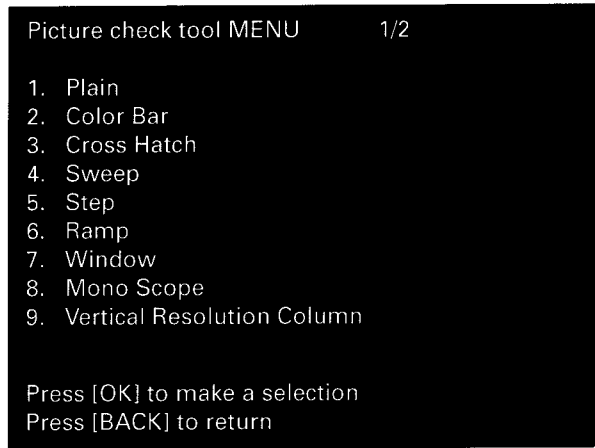 Picture check tool MENU 1/2
1. Plain
2. Color Bar
3. Cross Hatch
4. Sweep
5. Step
6. Ramp
7. Window
8. Mono Scope
9. Vertical Resolution Column
Press [OK] to make a selection
Press [BACK] to return